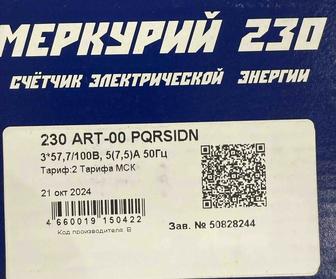 МЕРКУРИЙ 230
СЧЁТЧИК ЭЛЕКТРИЧЕСКОЙ ЭНЕРГИИ
230 ART-00 PQRSIDN
3*57,7/100В, 5(7,5)А 50Гц
Тариф:2 Тарифа МСК
21 окт 2024
4 660019 150422
Код производителя: В
Зав. № 50828244